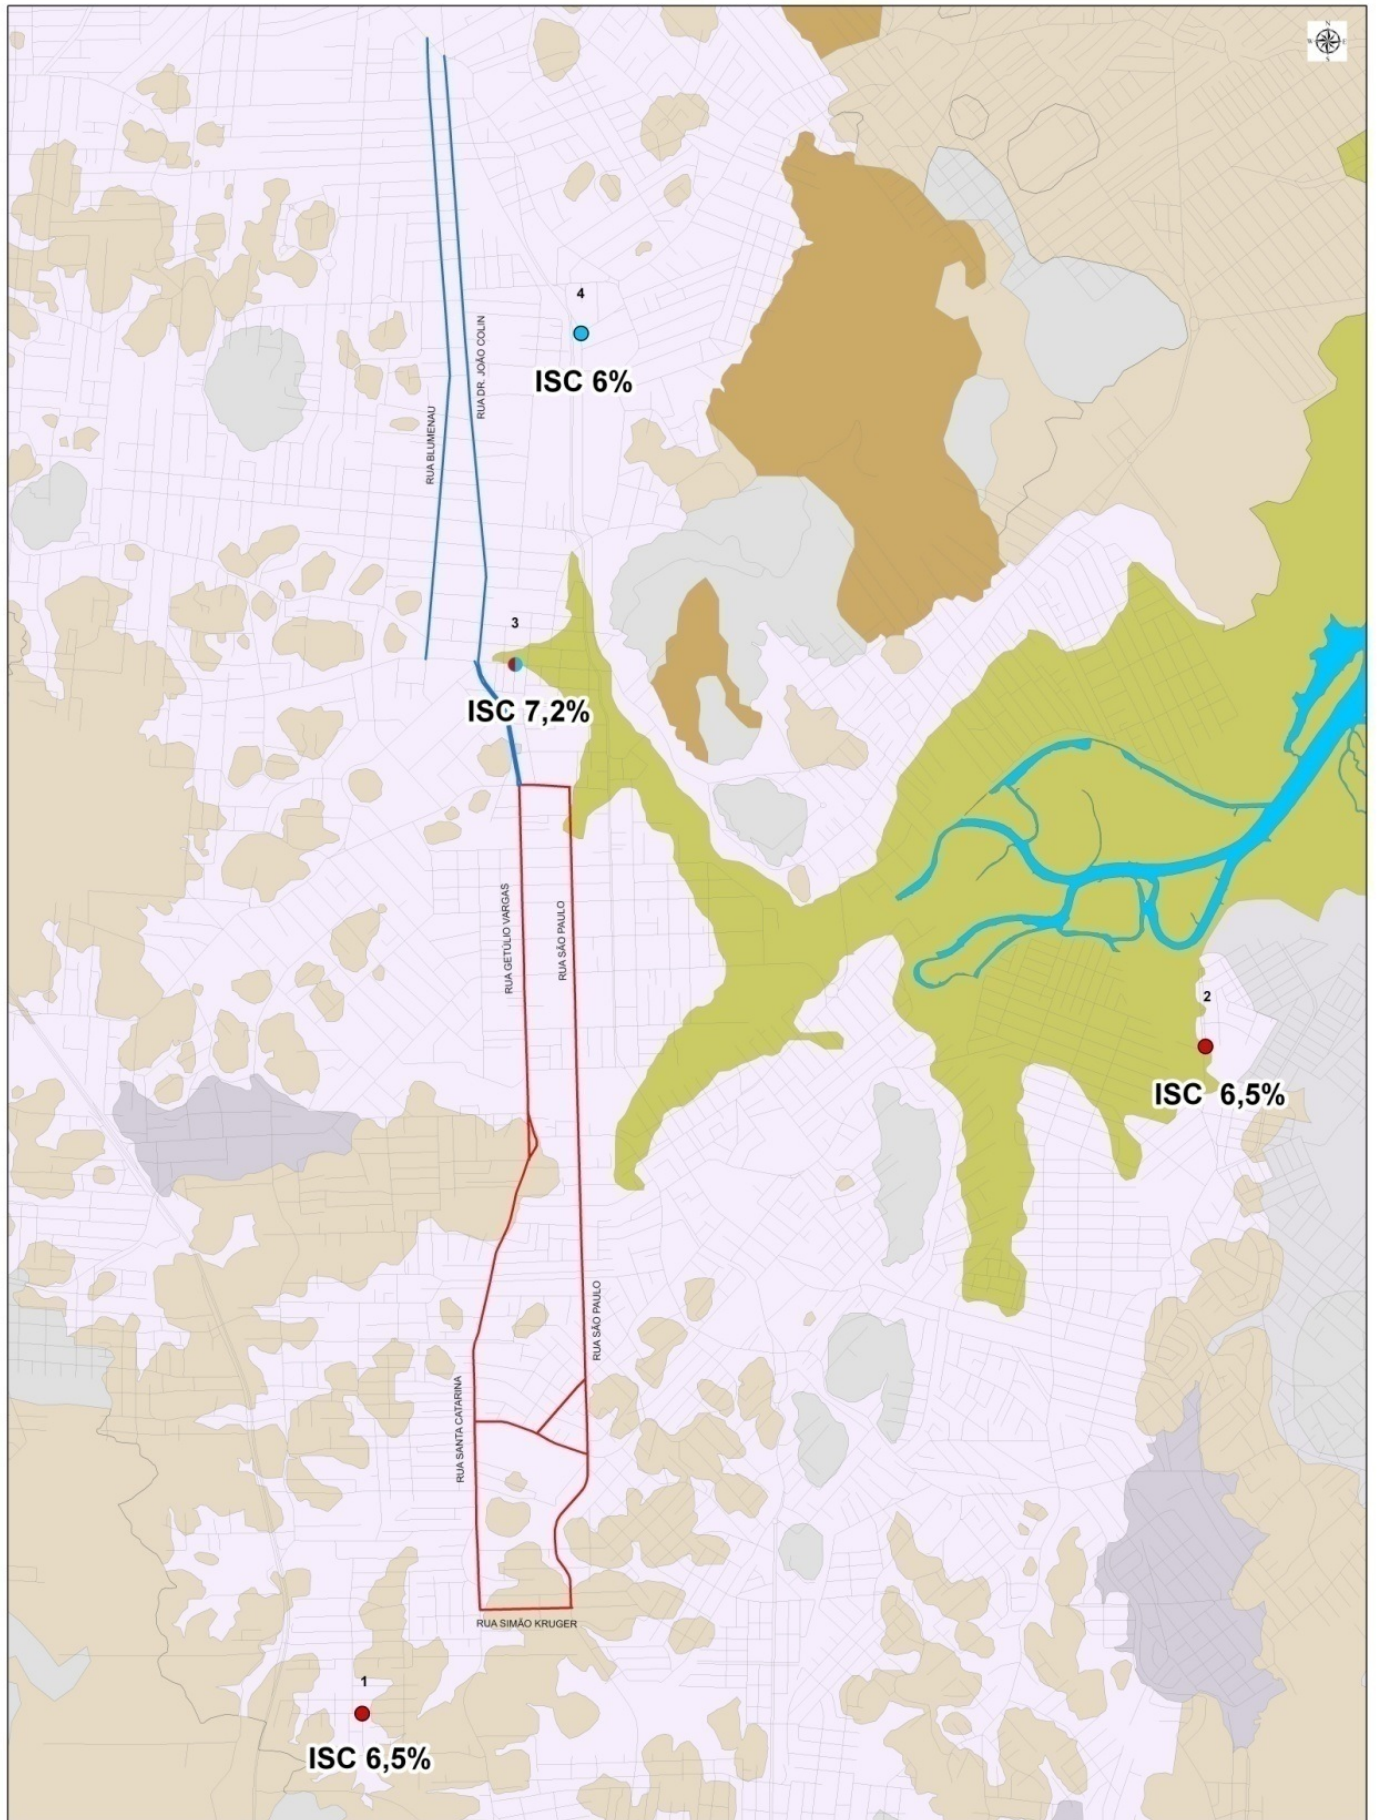 N
W
E
S
4
ISC 6%
RUA DR. JOÃO COLIN
RUA BLUMENAU
3
ISC 7,2%
RUA GETÚLIO VARGAS
RUA SÃO PAULO
2
ISC 6,5%
RUA SÃO PAULO
RUA SANTA CATARINA
RUA SIMÃO KRUGER
1
ISC 6,5%